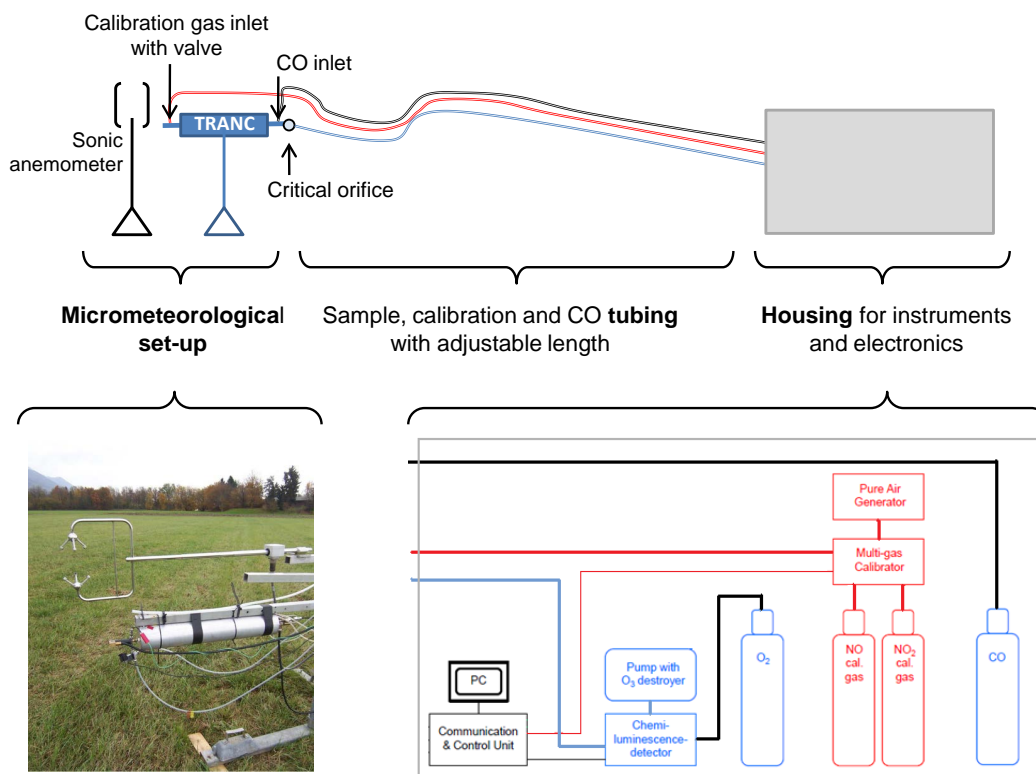 Calibration gas inlet
with valve
CO inlet
TRANC
Sonic
anemometer
Critical orifice
Micrometeorological
set-up
Sample, calibration and CO tubing
with adjustable length
Housing for instruments
and electronics
Pure Air
Generator
Multi-gas
Calibrator
NO
cal.
gas
NO2
cal.
gas
O2
CO
Pump with
O3 destroyer
PC
Communication
& Control Unit
Chemi-
luminescence-
detector